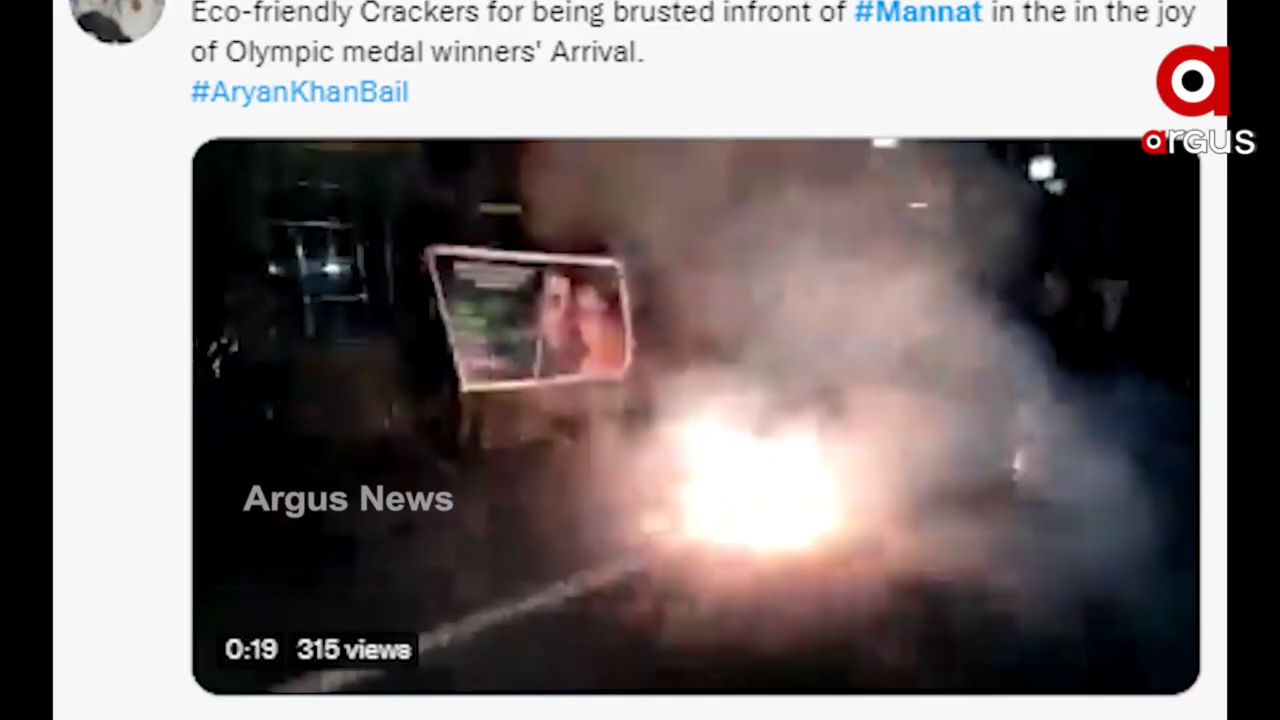 Eco-friendly Crackers for being brusted infront of #Mannat in the in the joy
of Olympic medal winners' Arrival.
#AryanKhanBail
argus
Argus News
0:19 315 views